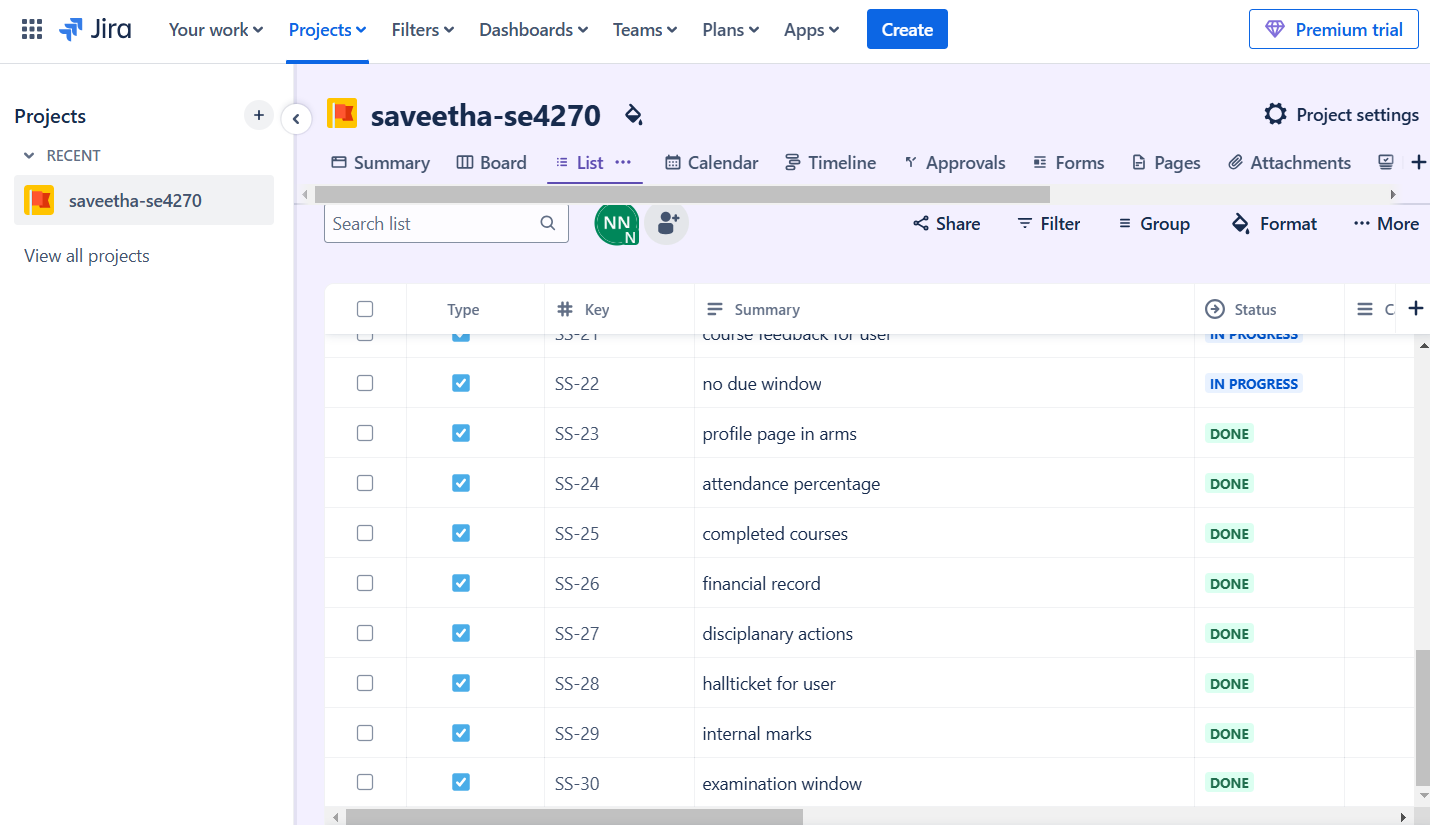 Jira Your work Projects Filters Dashboards Teams Plans Apps Create Premium trial
Projects
RECENT
saveetha-se4270
View all projects
saveetha-se4270 Project settings
Summary Board List Calendar Timeline Approvals Forms Pages Attachments
Search list NN N Share Filter Group Format More
Type Key Summary Status C
SS-21 course feedback for user IN PROGRESS
SS-22 no due window IN PROGRESS
SS-23 profile page in arms DONE
SS-24 attendance percentage DONE
SS-25 completed courses DONE
SS-26 financial record DONE
SS-27 disciplanary actions DONE
SS-28 hallticket for user DONE
SS-29 internal marks DONE
SS-30 examination window DONE